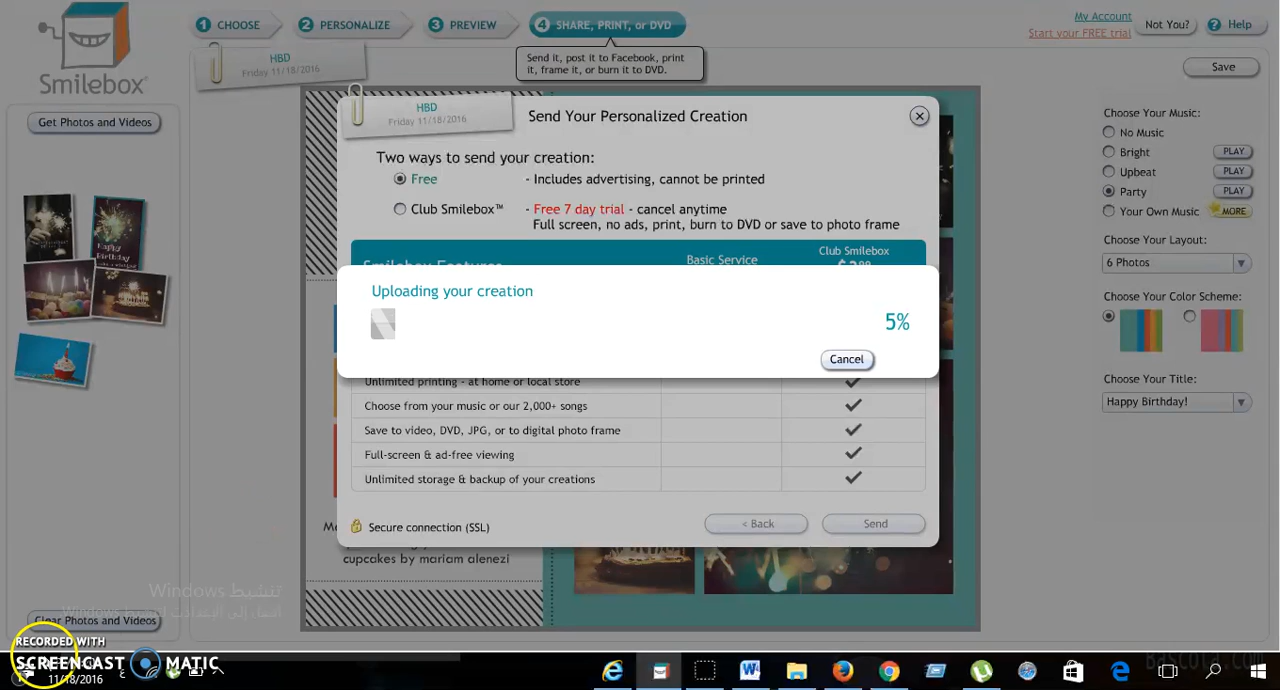 1 CHOOSE
2 PERSONALIZE
3 PREVIEW
4 SHARE, PRINT, or DVD
My Account
Start your FREE trial
Not You?
? Help
Smilebox
HBD
Friday 11/18/2016
Send it, post it to Facebook, print
it, frame it, or burn it to DVD.
Save
Get Photos and Videos
Happy
Birthday
HBD
Friday 11/18/2016
Send Your Personalized Creation
Two ways to send your creation:
Free
- Includes advertising, cannot be printed
Club Smilebox™
- Free 7 day trial - cancel anytime
Full screen, no ads, print, burn to DVD or save to photo frame
Smilebox Features
Basic Service
Club Smilebox
Uploading your creation
5%
Cancel
Unlimited printing - at home or local store
Choose from your music or our 2,000+ songs
Save to video, DVD, JPG, or to digital photo frame
Full-screen & ad-free viewing
Unlimited storage & backup of your creations
Secure connection (SSL)
< Back
Send
cupcakes by mariam alenezi
Choose Your Music:
No Music
Bright
PLAY
Upbeat
PLAY
Party
PLAY
Your Own Music
MORE
Choose Your Layout:
6 Photos
Choose Your Color Scheme:
Choose Your Title:
Happy Birthday!
تنشيط Windows
Clear Photos and Videos
RECORDED WITH
SCREENCAST MATIC
11/18/2016